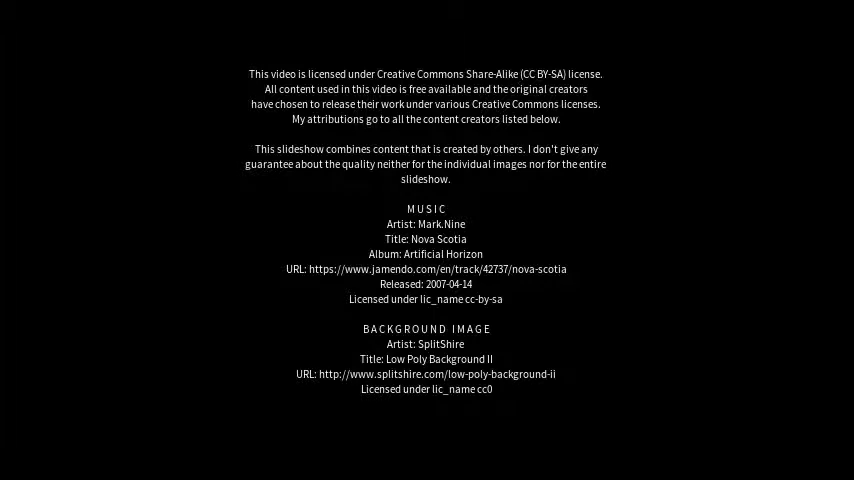 This video is licensed under Creative Commons Share-Alike (CC BY-SA) license.
All content used in this video is free available and the original creators
have chosen to release their work under various Creative Commons licenses.
My attributions go to all the content creators listed below.
This slideshow combines content that is created by others. I don't give any
guarantee about the quality neither for the individual images nor for the entire
slideshow.
MUSIC
Artist: Mark.Nine
Title: Nova Scotia
Album: Artificial Horizon
URL: https://www.jamendo.com/en/track/42737/nova-scotia
Released: 2007-04-14
Licensed under lic_name cc-by-sa
BACKGROUND IMAGE
Artist: SplitShire
Title: Low Poly Background II
URL: http://www.splitshire.com/low-poly-background-ii
Licensed under lic_name cc0